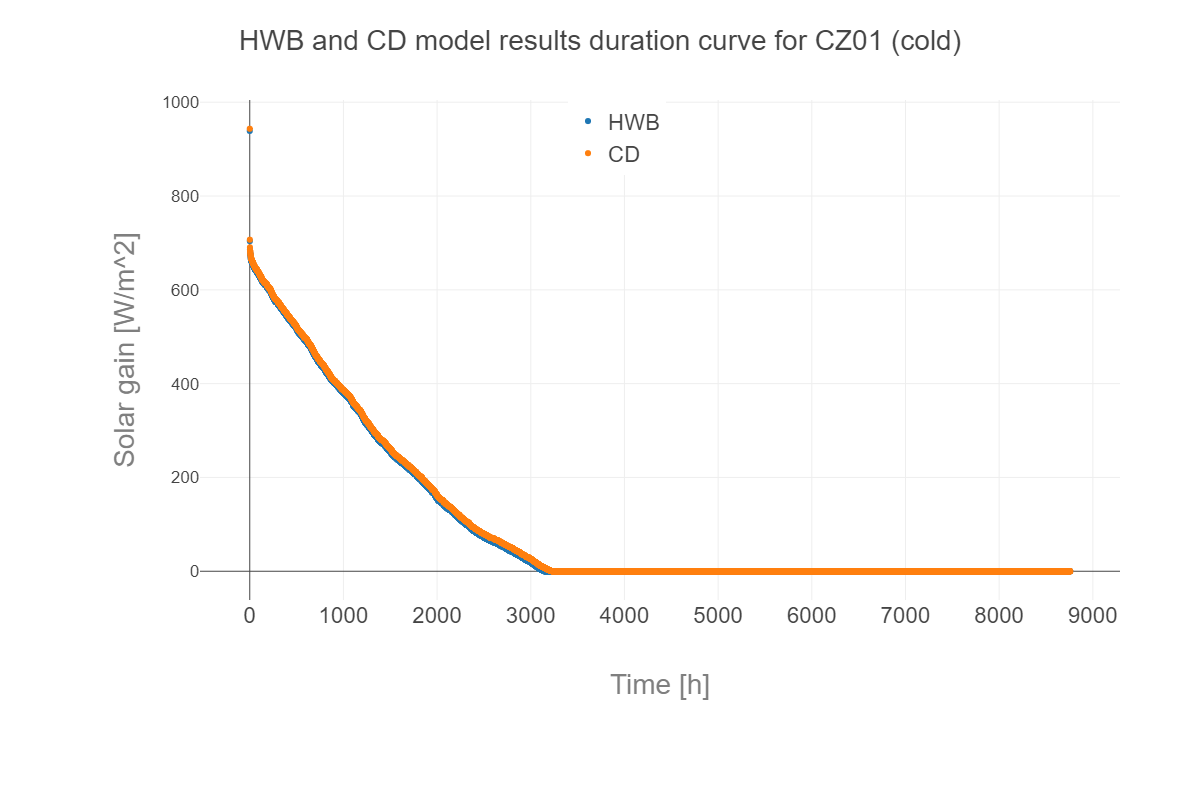 HWB and CD model results duration curve for CZ01 (cold)
HWB
CD
Solar gain [W/m^2]
1000
800
600
400
200
0
0 1000 2000 3000 4000 5000 6000 7000 8000 9000
Time [h]